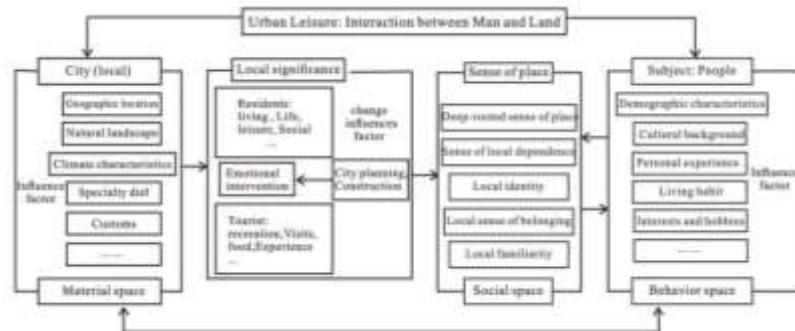 Urban Leisure: Interaction between Man and Land
City (local)
Geographic location
Natural landscape
Climate characteristics
Influence
factor
Specialty diet
Customs
... ...
Material space
Local significance
Residents:
living , Life,
leisure, Social
...
change
influences
factor
Emotional
intervention
City planning,
Construction
Tourist:
recreation,Visits,
food,Experience
...
Sense of place
Deep-rooted sense of place
Sense of local dependence
Local identity
Local sense of belonging
Local familiarity
Social space
Subject: People
Demographic characteristics
Cultural background
Personal experience
Living habit
Influence
factor
Interests and hobbies
... ...
Behavior space